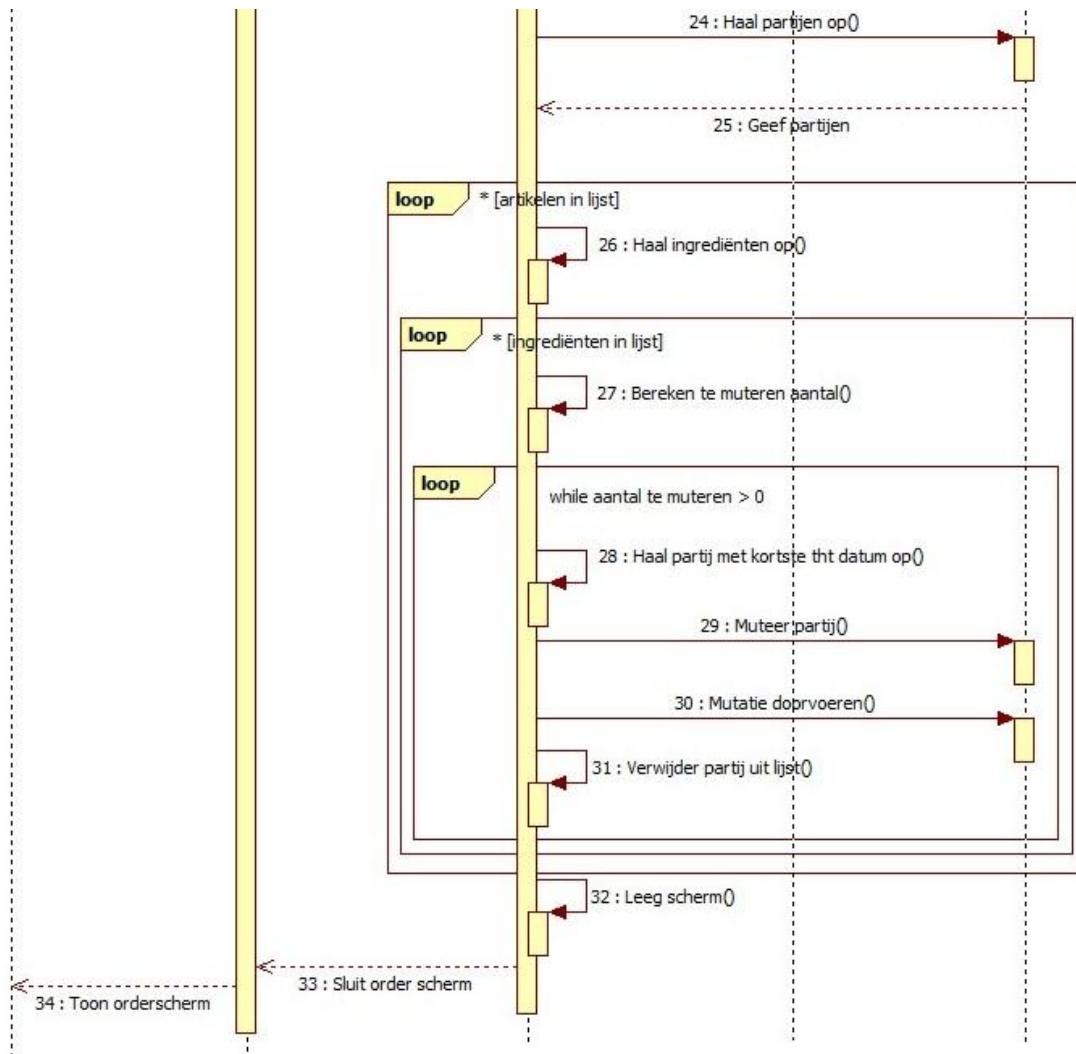 24 : Haal partijen op()
25 : Geef partijen
loop * [artikelen in lijst]
26 : Haal ingrediënten op()
loop * [ingrediënten in lijst]
27 : Bereken te muteren aantal()
loop
while aantal te muteren > 0
28 : Haal partij met kortste tht datum op()
29 : Muteer partij()
30 : Mutatie doorvoeren()
31 : Verwijder partij uit lijst()
32 : Leeg scherm()
33 : Sluit order scherm
34 : Toon orderscherm